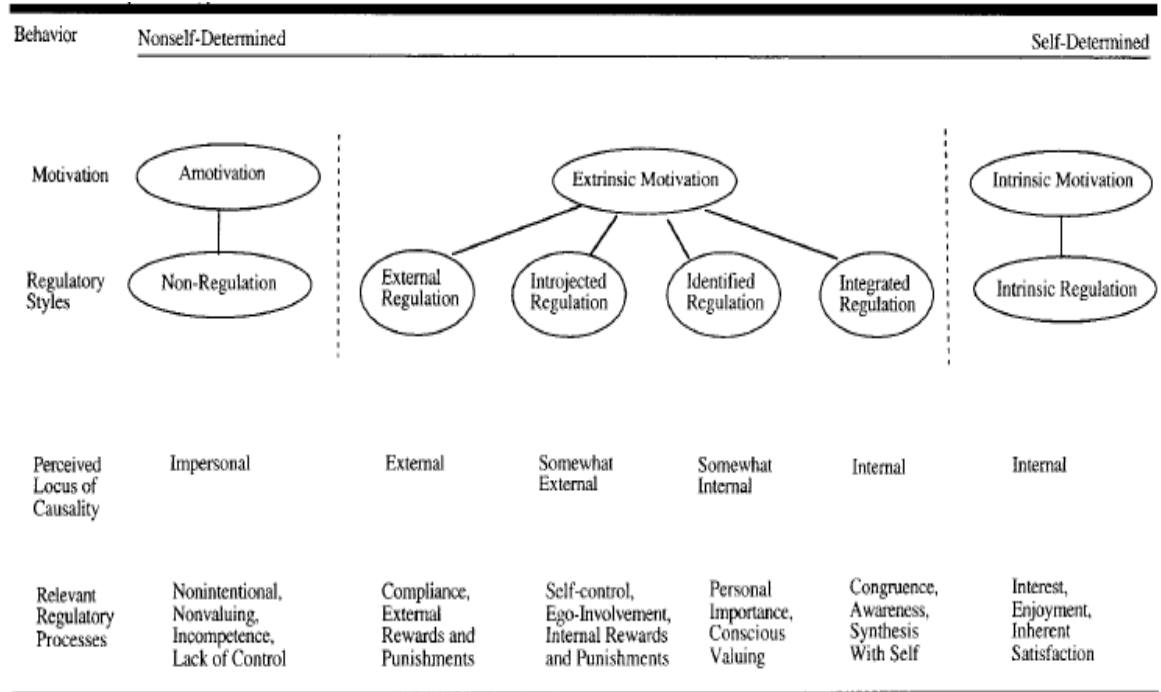 Behavior
Nonself-Determined
Self-Determined
Motivation
Amotivation
Extrinsic Motivation
Intrinsic Motivation
Regulatory
Styles
Non-Regulation
External
Regulation
Introjected
Regulation
Identified
Regulation
Integrated
Regulation
Intrinsic Regulation
Perceived
Locus of
Causality
Impersonal
External
Somewhat
External
Somewhat
Internal
Internal
Internal
Relevant
Regulatory
Processes
Nonintentional,
Nonvaluing,
Incompetence,
Lack of Control
Compliance,
External
Rewards and
Punishments
Self-control,
Ego-Involvement,
Internal Rewards
and Punishments
Personal
Importance,
Conscious
Valuing
Congruence,
Awareness,
Synthesis
With Self
Interest,
Enjoyment,
Inherent
Satisfaction